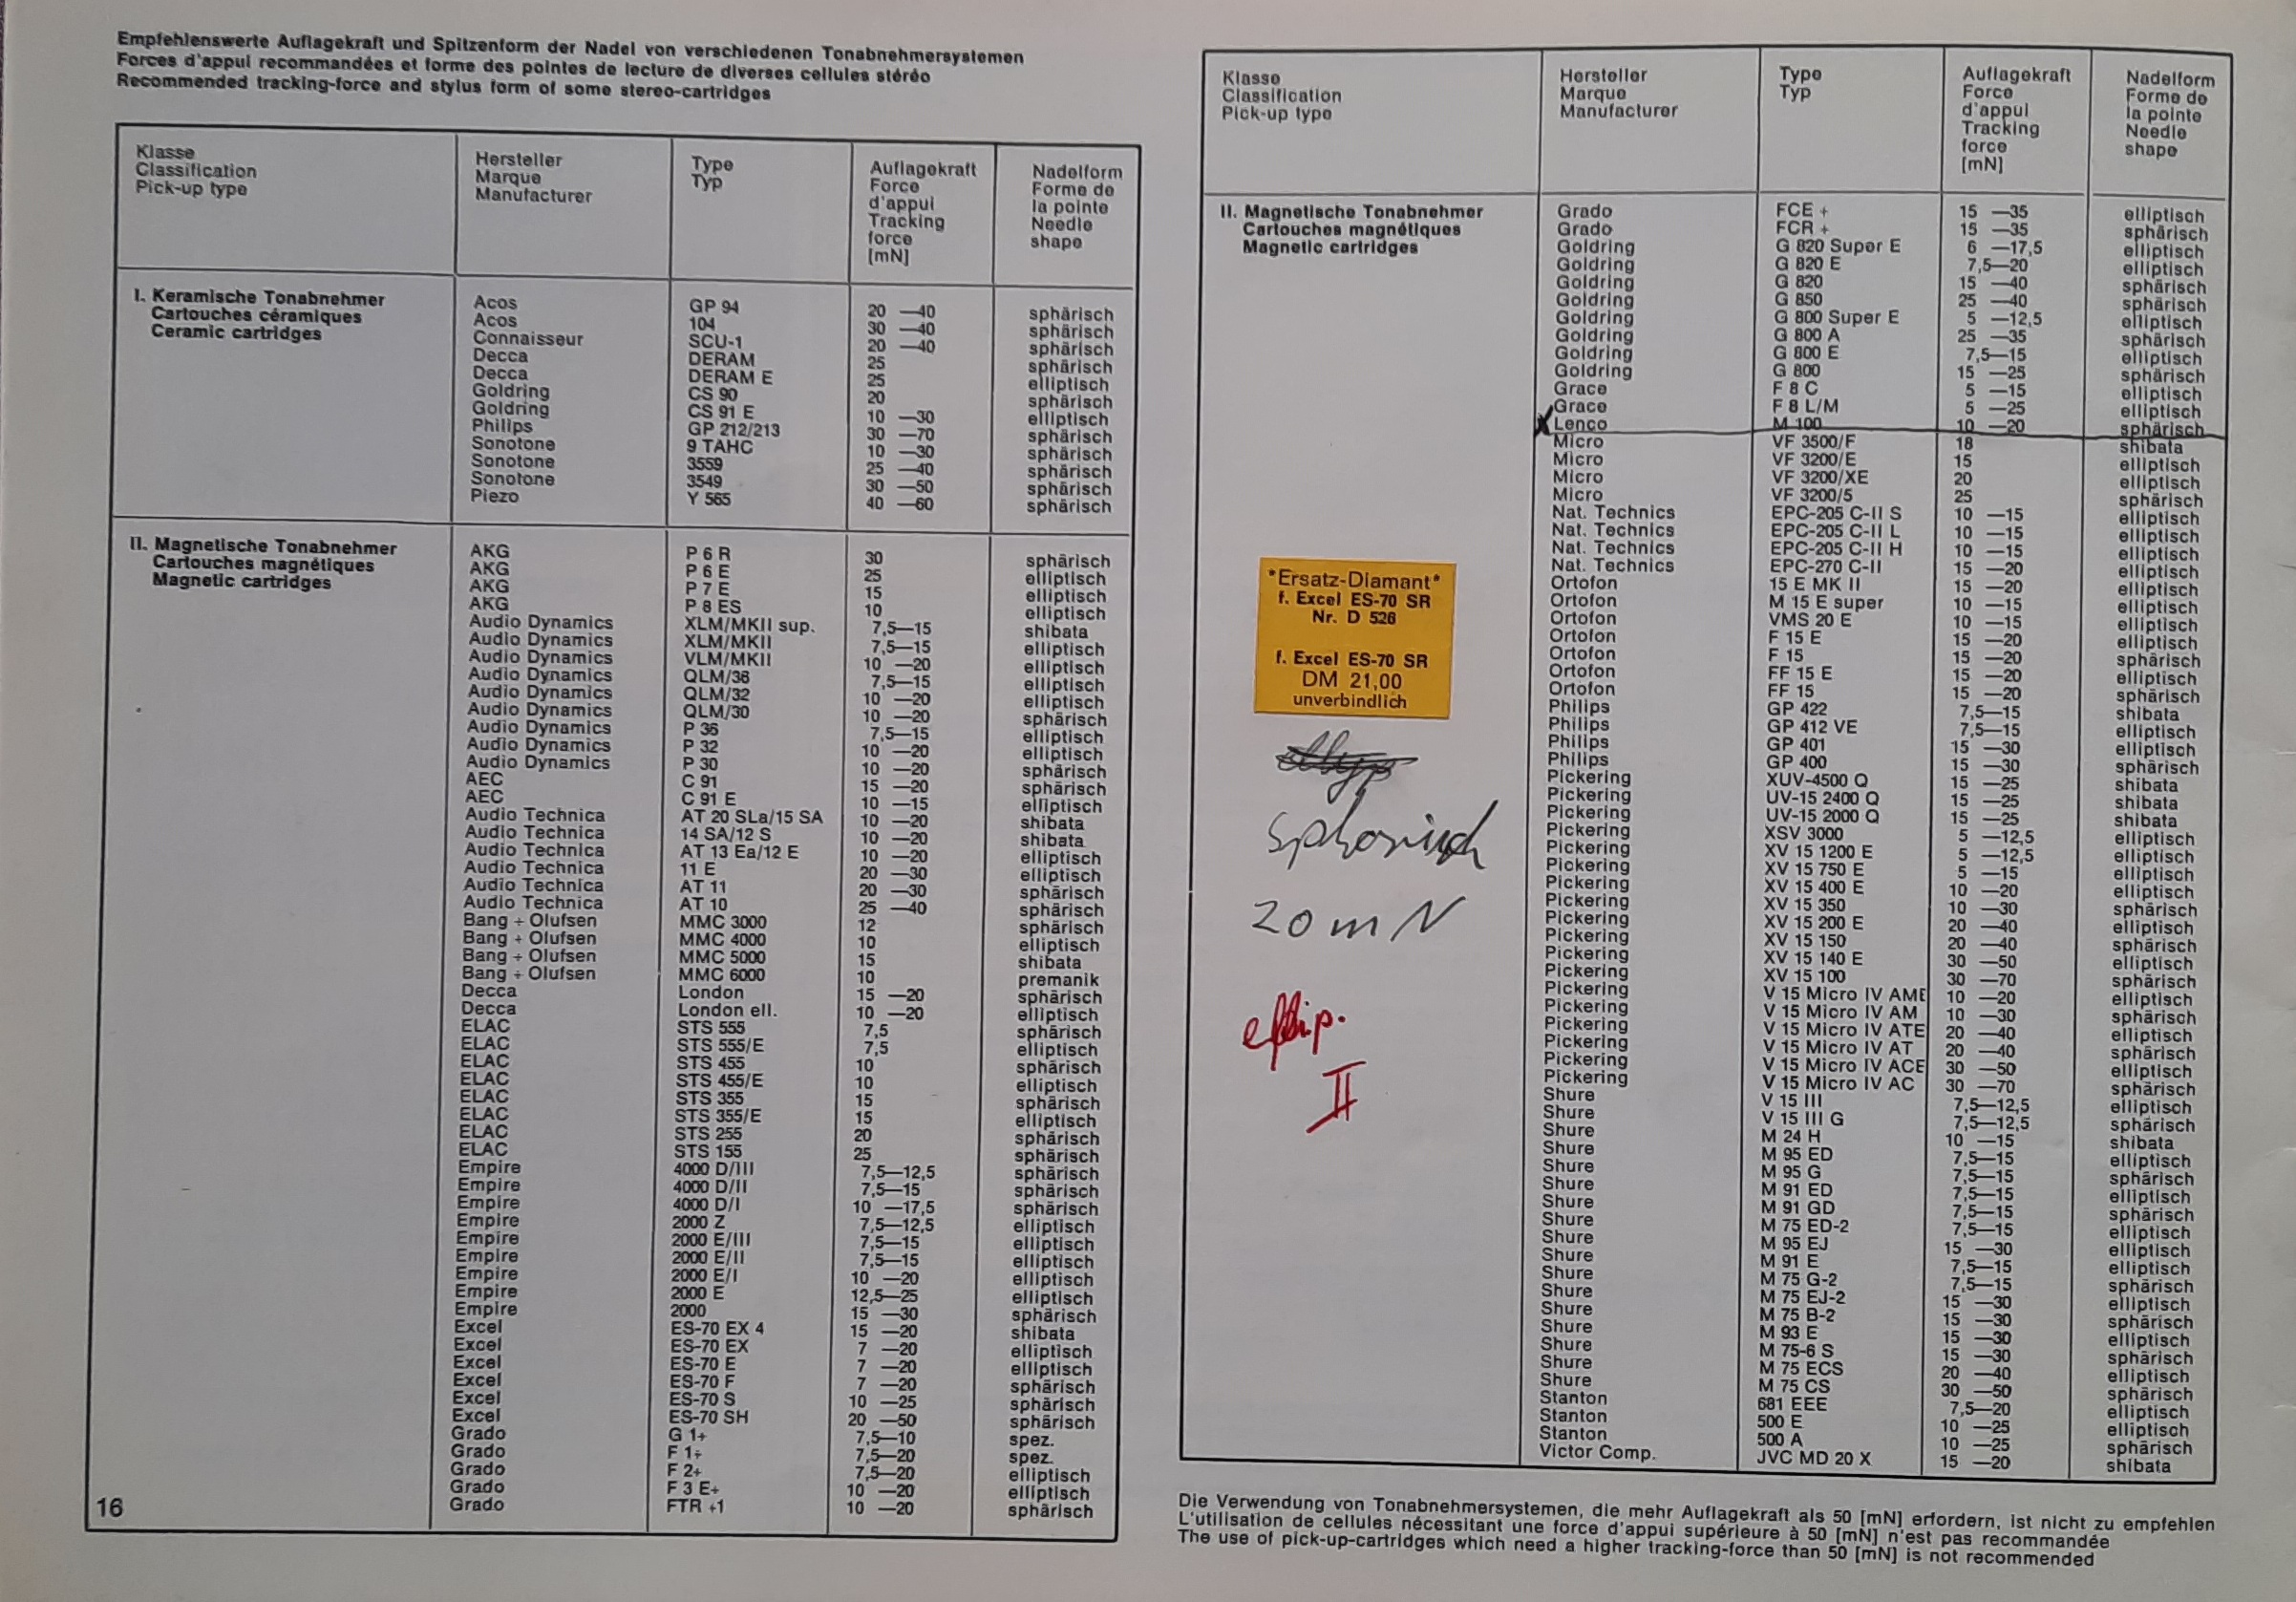 Empfehlenswerte Auflagekraft und Spitzenform der Nadel von verschiedenen Tonabnehmersystemen
Forces d'appui recommandées et forme des pointes de lecture de diverses cellules stéréo
Recommended tracking-force and stylus form of some stereo-cartridges
Klasse Classification Pick-up type
Hersteller Marque Manufacturer
Type Typ
Auflagekraft Force d'appui Tracking force [mN]
Nadelform Forme de la pointe Needle shape
I. Keramische Tonabnehmer
Cartouches céramiques
Ceramic cartridges
Acos GP 94 20 —40 sphärisch
Acos 104 30 —40 sphärisch
Connaisseur SCU-1 20 —40 sphärisch
Decca DERAM 25 sphärisch
Decca DERAM E 25 elliptisch
Goldring CS 90 20 sphärisch
Goldring CS 91 E 10 —30 elliptisch
Philips GP 212/213 30 —70 sphärisch
Sonotone 9 TAHC 10 —30 sphärisch
Sonotone 3559 25 —40 sphärisch
Sonotone 3549 30 —50 sphärisch
Piezo Y 565 40 —60 sphärisch
II. Magnetische Tonabnehmer
Cartouches magnétiques
Magnetic cartridges
AKG P 6 R 30 sphärisch
AKG P 6 E 25 elliptisch
AKG P 7 E 15 elliptisch
AKG P 8 ES 10 elliptisch
Audio Dynamics XLM/MKII sup. 7,5—15 shibata
Audio Dynamics XLM/MKII 7,5—15 elliptisch
Audio Dynamics VLM/MKII 10 —20 elliptisch
Audio Dynamics QLM/36 7,5—15 elliptisch
Audio Dynamics QLM/32 10 —20 elliptisch
Audio Dynamics QLM/30 10 —20 sphärisch
Audio Dynamics P 36 7,5—15 elliptisch
Audio Dynamics P 32 10 —20 elliptisch
Audio Dynamics P 30 10 —20 sphärisch
AEC C 91 15 —20 sphärisch
AEC C 91 E 10 —15 elliptisch
Audio Technica AT 20 SLa/15 SA 10 —20 shibata
Audio Technica 14 SA/12 S 10 —20 shibata
Audio Technica AT 13 Ea/12 E 10 —20 elliptisch
Audio Technica 11 E 20 —30 elliptisch
Audio Technica AT 11 20 —30 sphärisch
Audio Technica AT 10 25 —40 sphärisch
Bang + Olufsen MMC 3000 12 sphärisch
Bang + Olufsen MMC 4000 10 elliptisch
Bang + Olufsen MMC 5000 15 shibata
Bang + Olufsen MMC 6000 10 premanik
Decca London 15 —20 sphärisch
Decca London ell. 10 —20 elliptisch
ELAC STS 555 7,5 sphärisch
ELAC STS 555/E 7,5 elliptisch
ELAC STS 455 10 sphärisch
ELAC STS 455/E 10 elliptisch
ELAC STS 355 15 sphärisch
ELAC STS 355/E 15 elliptisch
ELAC STS 255 20 sphärisch
ELAC STS 155 25 sphärisch
Empire 4000 D/III 7,5—12,5 sphärisch
Empire 4000 D/II 7,5—15 sphärisch
Empire 4000 D/I 10 —17,5 sphärisch
Empire 2000 Z 7,5—12,5 elliptisch
Empire 2000 E/III 7,5—15 elliptisch
Empire 2000 E/II 7,5—15 elliptisch
Empire 2000 E/I 10 —20 elliptisch
Empire 2000 E 12,5—25 elliptisch
Empire 2000 15 —30 sphärisch
Excel ES-70 EX 4 15 —20 shibata
Excel ES-70 EX 7 —20 elliptisch
Excel ES-70 E 7 —20 elliptisch
Excel ES-70 F 7 —20 sphärisch
Excel ES-70 S 10 —25 sphärisch
Excel ES-70 SH 20 —50 sphärisch
Grado G 1+ 7,5—10 spez.
Grado F 1+ 7,5—20 spez.
Grado F 2+ 7,5—20 elliptisch
Grado F 3 E+ 10 —20 elliptisch
Grado FTR +1 10 —20 sphärisch
16
Klasse Classification Pick-up type
Hersteller Marque Manufacturer
Type Typ
Auflagekraft Force d'appui Tracking force [mN]
Nadelform Forme de la pointe Needle shape
II. Magnetische Tonabnehmer
Cartouches magnétiques
Magnetic cartridges
Grado FCE + 15 —35 elliptisch
Grado FCR + 15 —35 sphärisch
Goldring G 820 Super E 6 —17,5 elliptisch
Goldring G 820 E 7,5—20 elliptisch
Goldring G 820 15 —40 sphärisch
Goldring G 850 25 —40 sphärisch
Goldring G 800 Super E 5 —12,5 elliptisch
Goldring G 800 A 25 —35 sphärisch
Goldring G 800 E 7,5—15 elliptisch
Goldring G 800 15 —25 sphärisch
Grace F 8 C 5 —15 elliptisch
Grace F 8 L/M 5 —25 elliptisch
X Lenco M 100 10 —20 sphärisch
Micro VF 3500/F 18 shibata
Micro VF 3200/E 15 elliptisch
Micro VF 3200/XE 20 elliptisch
Micro VF 3200/5 25 sphärisch
Nat. Technics EPC-205 C-II S 10 —15 elliptisch
Nat. Technics EPC-205 C-II L 10 —15 elliptisch
Nat. Technics EPC-205 C-II H 10 —15 elliptisch
Nat. Technics EPC-270 C-II 15 —20 elliptisch
Ortofon 15 E MK II 15 —20 elliptisch
Ortofon M 15 E super 10 —15 elliptisch
Ortofon VMS 20 E 10 —15 elliptisch
Ortofon F 15 E 15 —20 elliptisch
Ortofon F 15 15 —20 sphärisch
Ortofon FF 15 E 15 —20 elliptisch
Ortofon FF 15 15 —20 sphärisch
Philips GP 422 7,5—15 shibata
Philips GP 412 VE 7,5—15 elliptisch
Philips GP 401 15 —30 elliptisch
Philips GP 400 15 —30 sphärisch
Pickering XUV-4500 Q 15 —25 shibata
Pickering UV-15 2400 Q 15 —25 shibata
Pickering UV-15 2000 Q 15 —25 shibata
Pickering XSV 3000 5 —12,5 elliptisch
Pickering XV 15 1200 E 5 —12,5 elliptisch
Pickering XV 15 750 E 5 —15 elliptisch
Pickering XV 15 400 E 10 —20 elliptisch
Pickering XV 15 350 10 —30 sphärisch
Pickering XV 15 200 E 20 —40 elliptisch
Pickering XV 15 150 20 —40 sphärisch
Pickering XV 15 140 E 30 —50 elliptisch
Pickering XV 15 100 30 —70 sphärisch
Pickering V 15 Micro IV AME 10 —20 elliptisch
Pickering V 15 Micro IV AM 10 —30 sphärisch
Pickering V 15 Micro IV ATE 20 —40 elliptisch
Pickering V 15 Micro IV AT 20 —40 sphärisch
Pickering V 15 Micro IV ACE 30 —50 elliptisch
Pickering V 15 Micro IV AC 30 —70 sphärisch
Shure V 15 III 7,5—12,5 elliptisch
Shure V 15 III G 7,5—12,5 sphärisch
Shure M 24 H 10 —15 shibata
Shure M 95 ED 7,5—15 elliptisch
Shure M 95 G 7,5—15 sphärisch
Shure M 91 ED 7,5—15 elliptisch
Shure M 91 GD 7,5—15 sphärisch
Shure M 75 ED-2 7,5—15 elliptisch
Shure M 95 EJ 15 —30 elliptisch
Shure M 91 E 7,5—15 elliptisch
Shure M 75 G-2 7,5—15 sphärisch
Shure M 75 EJ-2 15 —30 elliptisch
Shure M 75 B-2 15 —30 sphärisch
Shure M 93 E 15 —30 elliptisch
Shure M 75-6 S 15 —30 sphärisch
Shure M 75 ECS 20 —40 elliptisch
Shure M 75 CS 30 —50 sphärisch
Stanton 681 EEE 7,5—20 elliptisch
Stanton 500 E 10 —25 elliptisch
Stanton 500 A 10 —25 sphärisch
Victor Comp. JVC MD 20 X 15 —20 shibata
*Ersatz-Diamant*
f. Excel ES-70 SR
Nr. D 526
f. Excel ES-70 SR
DM 21,00
unverbindlich
20 mN
ellip.
II
Die Verwendung von Tonabnehmersystemen, die mehr Auflagekraft als 50 [mN] erfordern, ist nicht zu empfehlen
L'utilisation de cellules nécessitant une force d'appui supérieure à 50 [mN] n'est pas recommandée
The use of pick-up-cartridges which need a higher tracking-force than 50 [mN] is not recommended